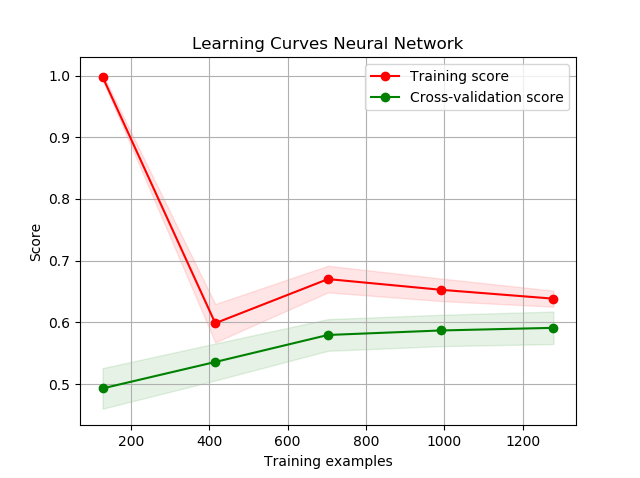 Learning Curves Neural Network
Training score
Cross-validation score
1.0
0.9
0.8
0.7
0.6
0.5
Score
200 400 600 800 1000 1200
Training examples